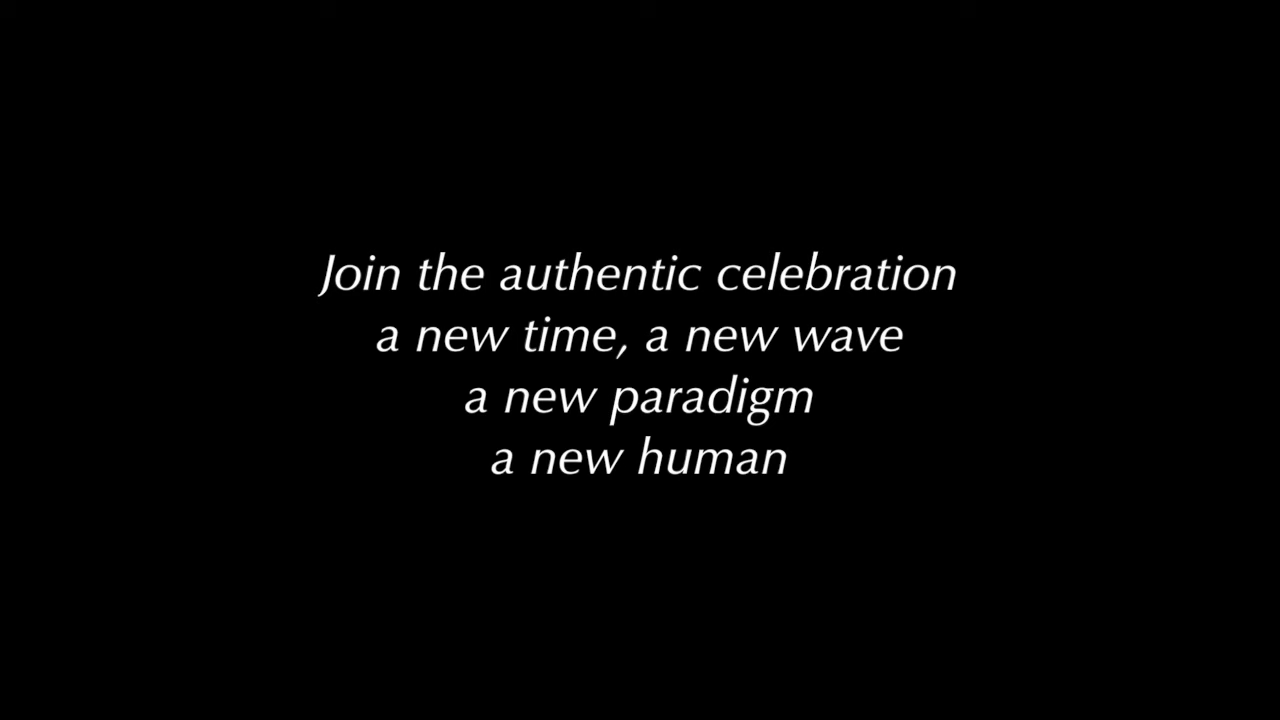 Join the authentic celebration
a new time, a new wave
a new paradigm
a new human